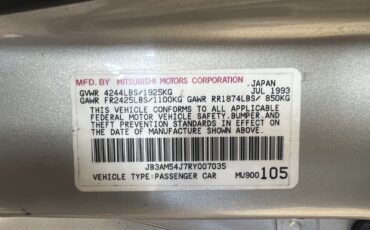 MFD. BY MITSUBISHI MOTORS CORPORATION JAPAN
GVWR 4244LBS/1925KG JUL 1993
GAWR FR2425LBS/1100KG GAWR RR1874LBS/ 850KG
THIS VEHICLE CONFORMS TO ALL APPLICABLE
FEDERAL MOTOR VEHICLE SAFETY,BUMPER,AND
THEFT PREVENTION STANDARDS IN EFFECT ON
THE DATE OF MANUFACTURE SHOWN ABOVE.
JB3AM54J7RY007035
VEHICLE TYPE:PASSENGER CAR MU900105